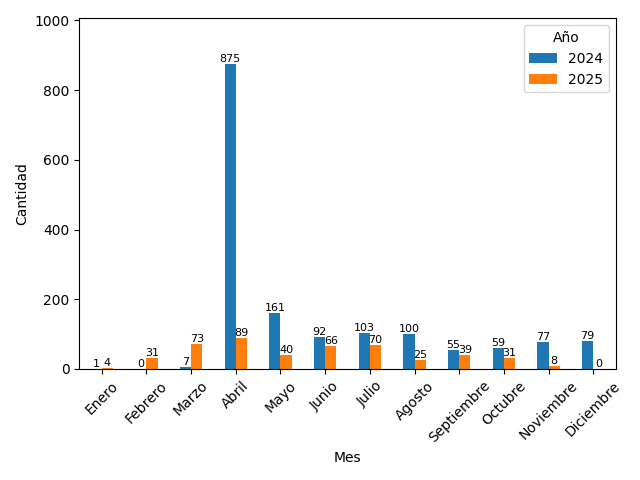 1000
800
600
400
200
0
Cantidad
Año
2024
2025
1 4
0 31
7 73
875 89
161 40
92 66
103 70
100 25
55 39
59 31
77 8
79 0
Enero
Febrero
Marzo
Abril
Mayo
Junio
Julio
Agosto
Septiembre
Octubre
Noviembre
Diciembre
Mes